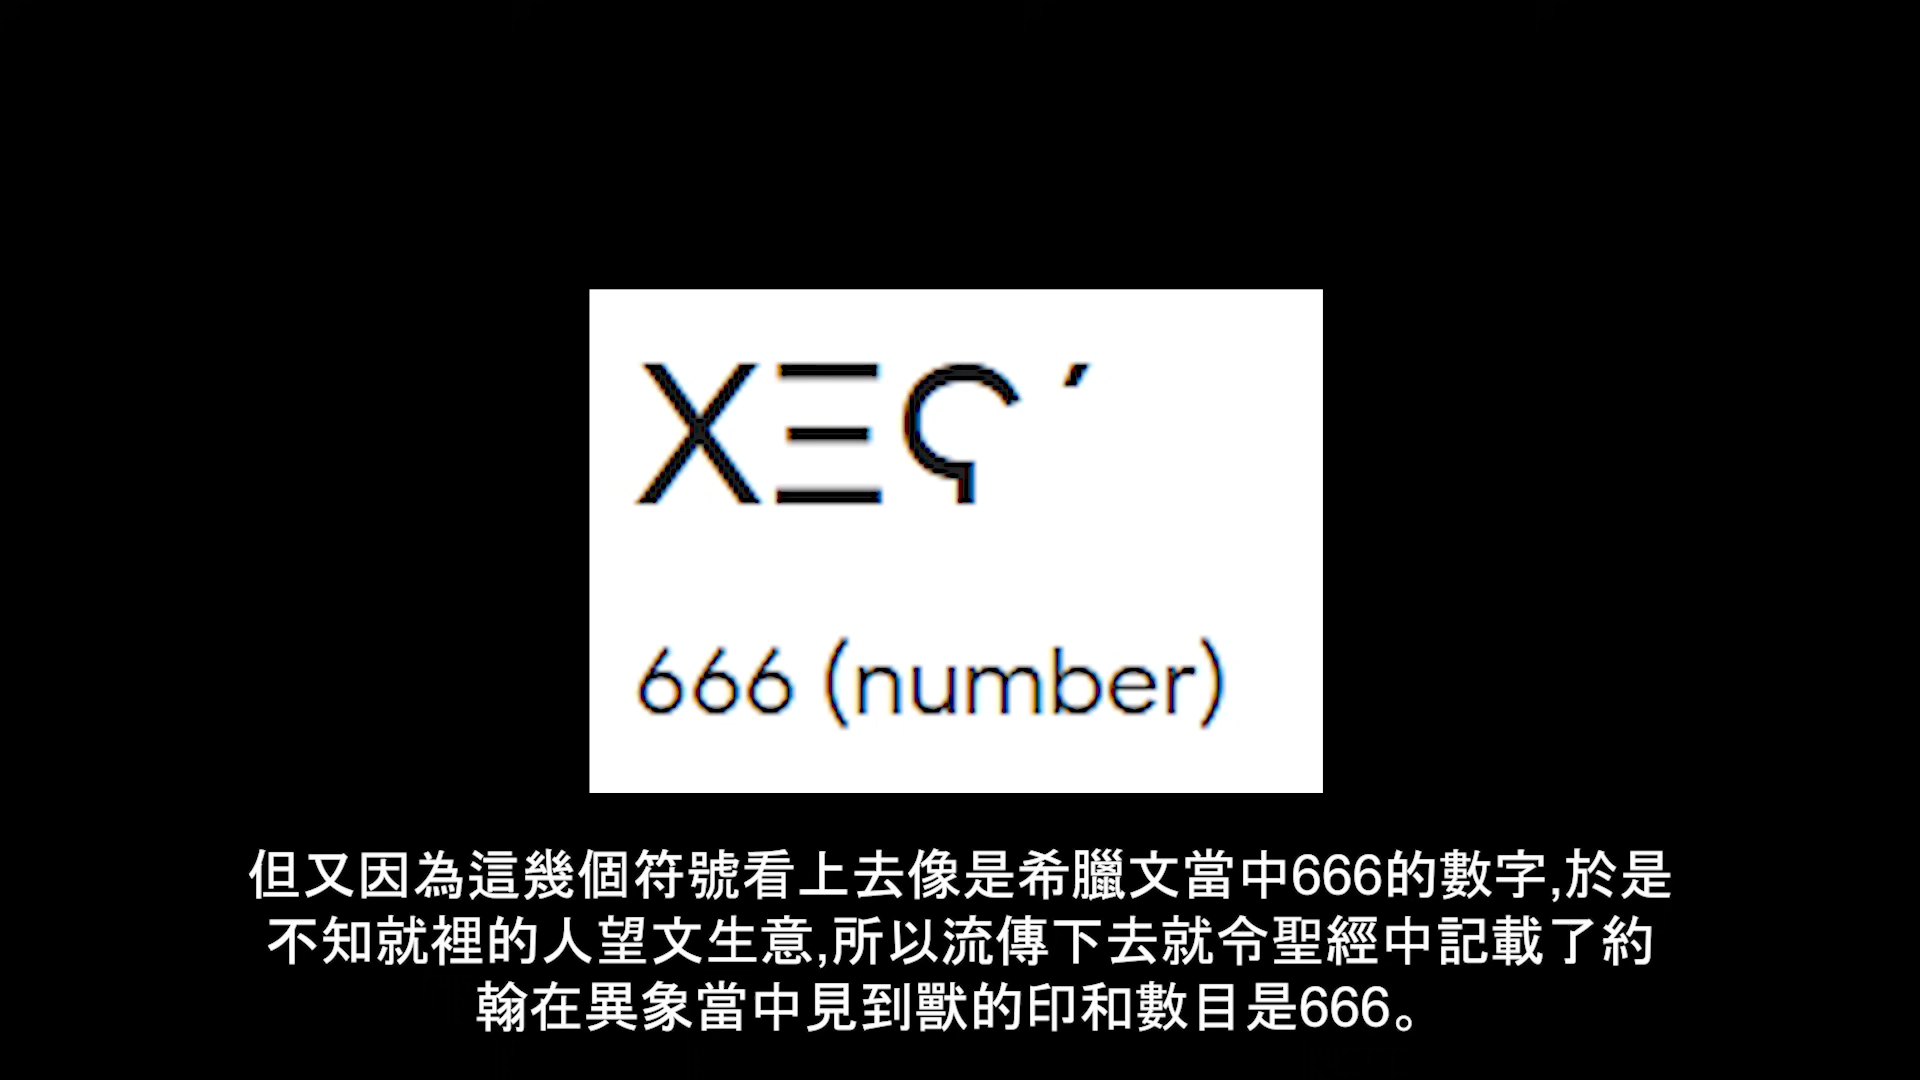 ΧΞϚ΄
666 (number)
但又因為這幾個符號看上去像是希臘文當中666的數字,於是
不知就裡的人望文生意,所以流傳下去就令聖經中記載了約
翰在異象當中見到獸的印和數目是666。